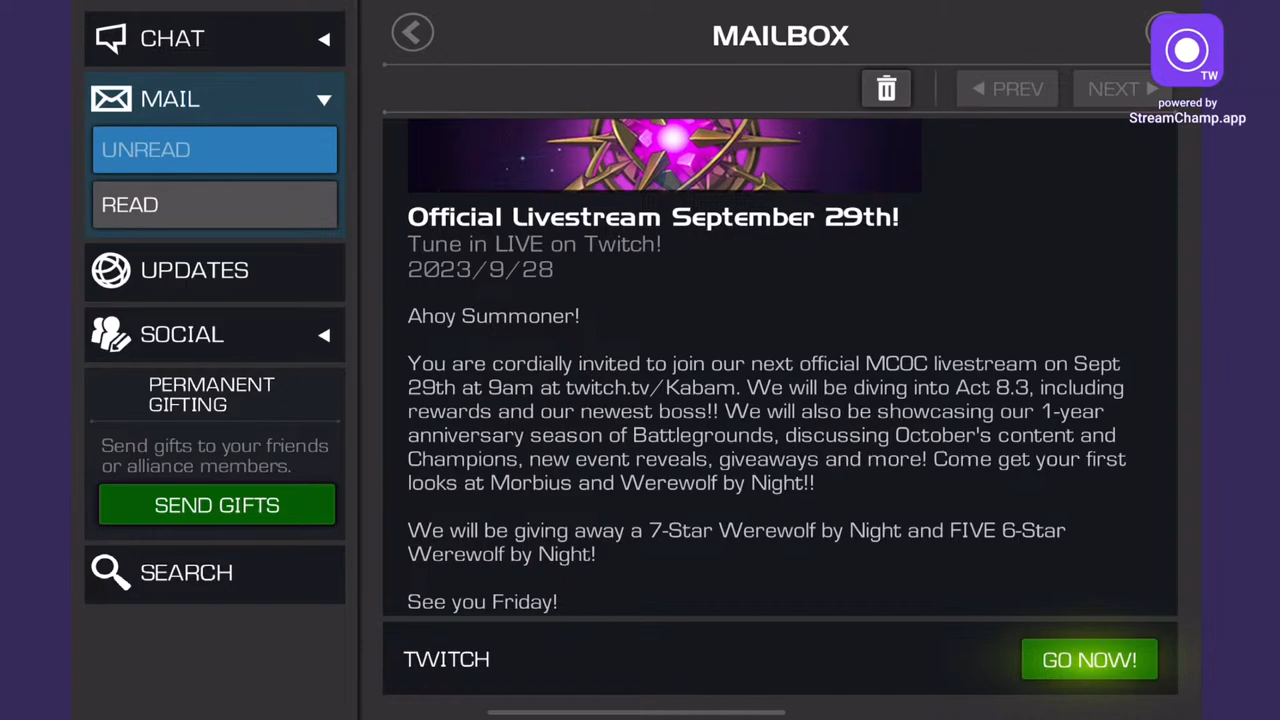 CHAT
MAIL
UNREAD
READ
UPDATES
SOCIAL
PERMANENT
GIFTING
Send gifts to your friends
or alliance members.
SEND GIFTS
SEARCH
MAILBOX
PREV
NEXT
TW
powered by
StreamChamp.app
Official Livestream September 29th!
Tune in LIVE on Twitch!
2023/9/28
Ahoy Summoner!
You are cordially invited to join our next official MCOC livestream on Sept
29th at 9am at twitch.tv/Kabam. We will be diving into Act 8.3, including
rewards and our newest boss!! We will also be showcasing our 1-year
anniversary season of Battlegrounds, discussing October's content and
Champions, new event reveals, giveaways and more! Come get your first
looks at Morbius and Werewolf by Night!!
We will be giving away a 7-Star Werewolf by Night and FIVE 6-Star
Werewolf by Night!
See you Friday!
TWITCH
GO NOW!